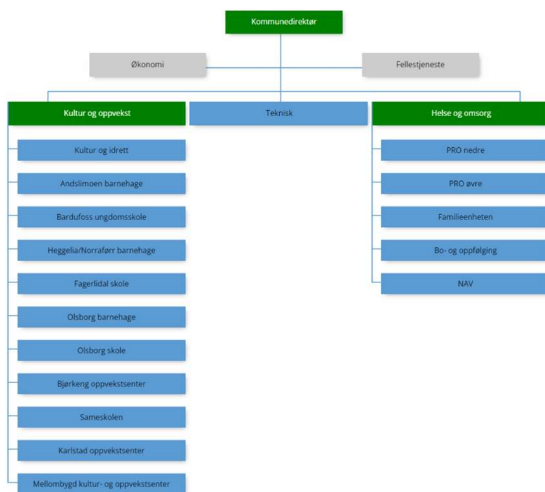 Kommunedirektør
Økonomi
Fellestjeneste
Kultur og oppvekst
Teknisk
Helse og omsorg
Kultur og idrett
Andslimoen barnehage
Bardufoss ungdomsskole
Heggelia/Norraførr barnehage
Fagerlidal skole
Olsborg barnehage
Olsborg skole
Bjørkeng oppvekstsenter
Sameskolen
Karlstad oppvekstsenter
Mellombygd kultur- og oppvekstsenter
PRO nedre
PRO øvre
Familieenheten
Bo- og oppfølging
NAV